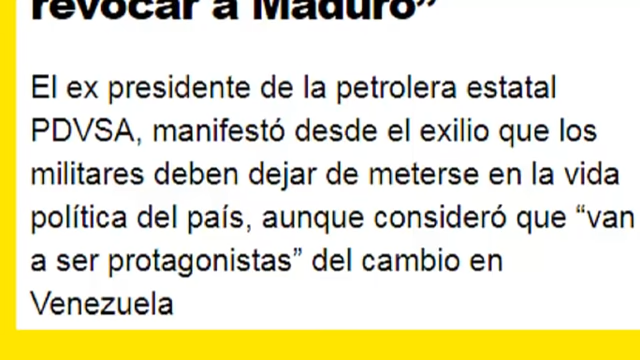 revocar a Maduro”
El ex presidente de la petrolera estatal
PDVSA, manifestó desde el exilio que los
militares deben dejar de meterse en la vida
política del país, aunque consideró que “van
a ser protagonistas” del cambio en
Venezuela